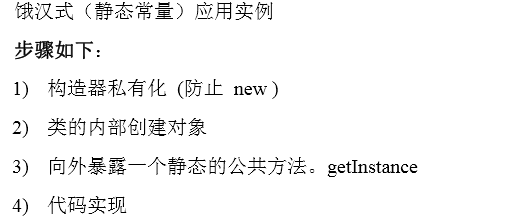 饿汉式（静态常量）应用实例
步骤如下：
1) 构造器私有化 (防止 new )
2) 类的内部创建对象
3) 向外暴露一个静态的公共方法。getInstance
4) 代码实现